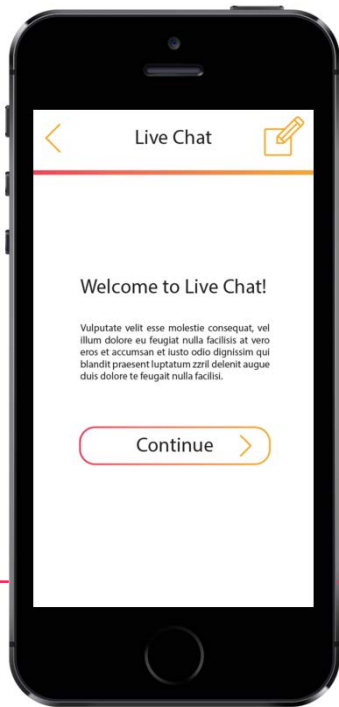 Live Chat
Welcome to Live Chat!
Vulputate velit esse molestie consequat, vel
illum dolore eu feugiat nulla facilisis at vero
eros et accumsan et iusto odio dignissim qui
blandit praesent luptatum zzril delenit augue
duis dolore te feugait nulla facilisi.
Continue